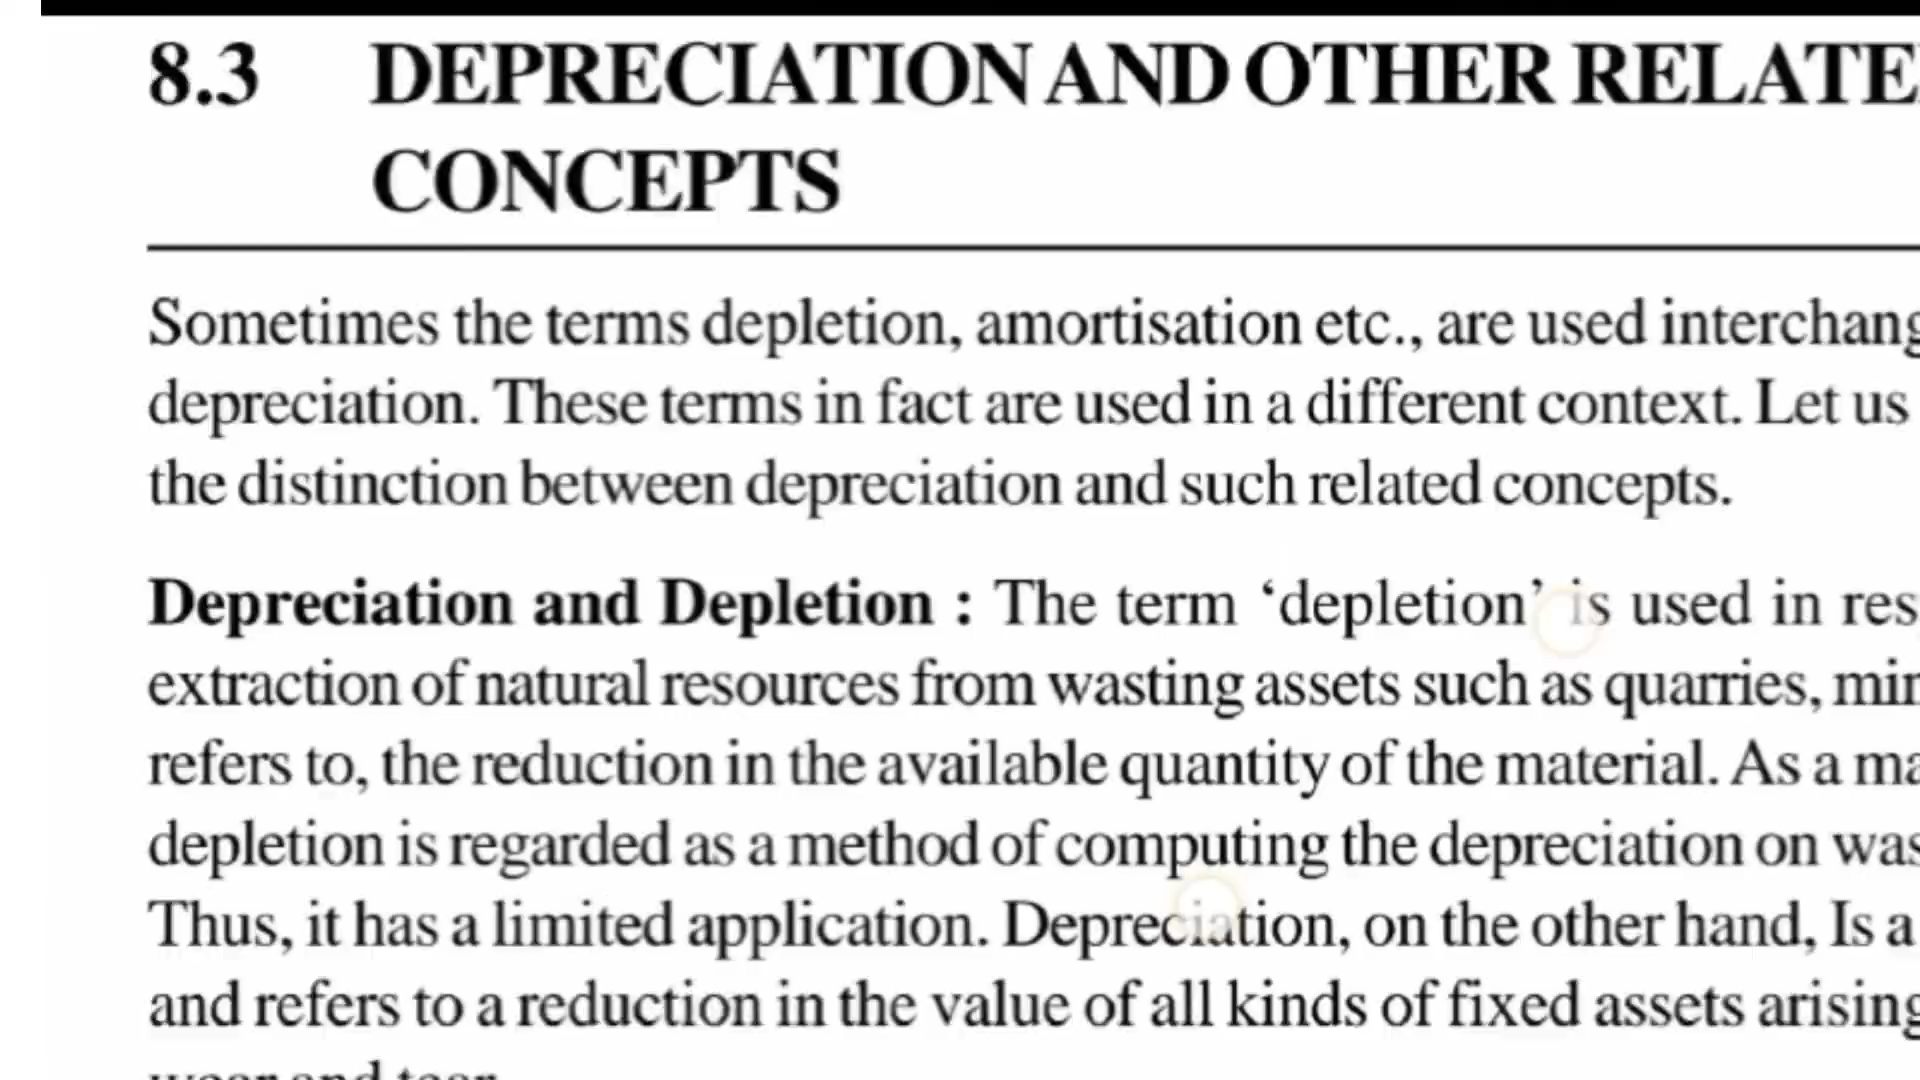 8.3 DEPRECIATION AND OTHER RELATE
CONCEPTS
Sometimes the terms depletion, amortisation etc., are used interchang
depreciation. These terms in fact are used in a different context. Let us
the distinction between depreciation and such related concepts.
Depreciation and Depletion : The term ‘depletion’ is used in res
extraction of natural resources from wasting assets such as quarries,
refers to, the reduction in the available quantity of the material. As a ma
depletion is regarded as a method of computing the depreciation on was
Thus, it has a limited application. Depreciation, on the other hand, Is a
and refers to a reduction in the value of all kinds of fixed assets arising
wear and tear.